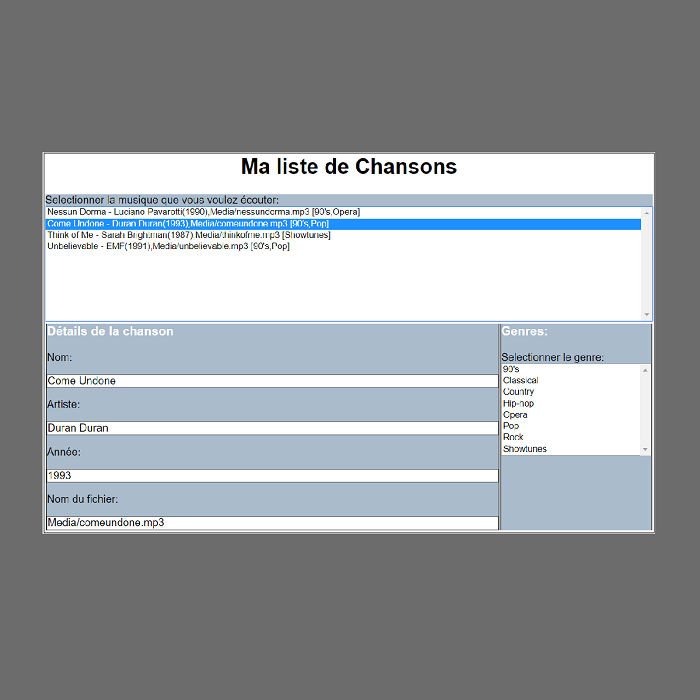 Ma liste de Chansons
Selectionner la musique que vous voulez écouter:
Nessun Dorma - Luciano Pavarotti(1990),Media/nessundorma.mp3 [90's,Opera]
Come Undone - Duran Duran(1993),Media/comeundone.mp3 [90's,Pop]
Think of Me - Sarah Brightman(1987),Media/thinkofme.mp3 [Showtunes]
Unbelievable - EMF(1991),Media/unbelievable.mp3 [90's,Pop]
Détails de la chanson
Nom:
Come Undone
Artiste:
Duran Duran
Année:
1993
Nom du fichier:
Media/comeundone.mp3
Genres:
Selectionner le genre:
90's
Classical
Country
Hip-hop
Opera
Pop
Rock
Showtunes